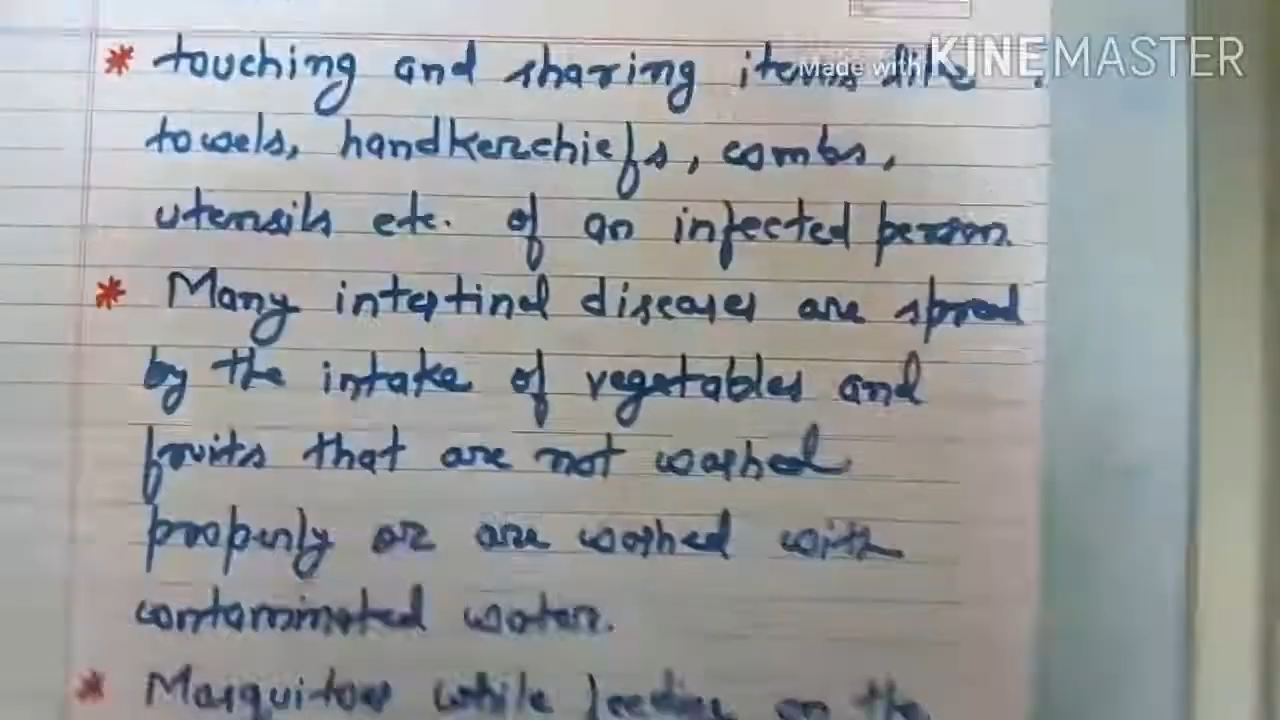 Made with KINEMASTER
* touching and sharing items like
towels, handkerchiefs, combs,
utensils etc. of an infected person.
* Many intestinal diseases are spread
by the intake of vegetables and
fruits that are not washed
properly or are washed with
contaminated water.
* Mosquitoes while feeding on the